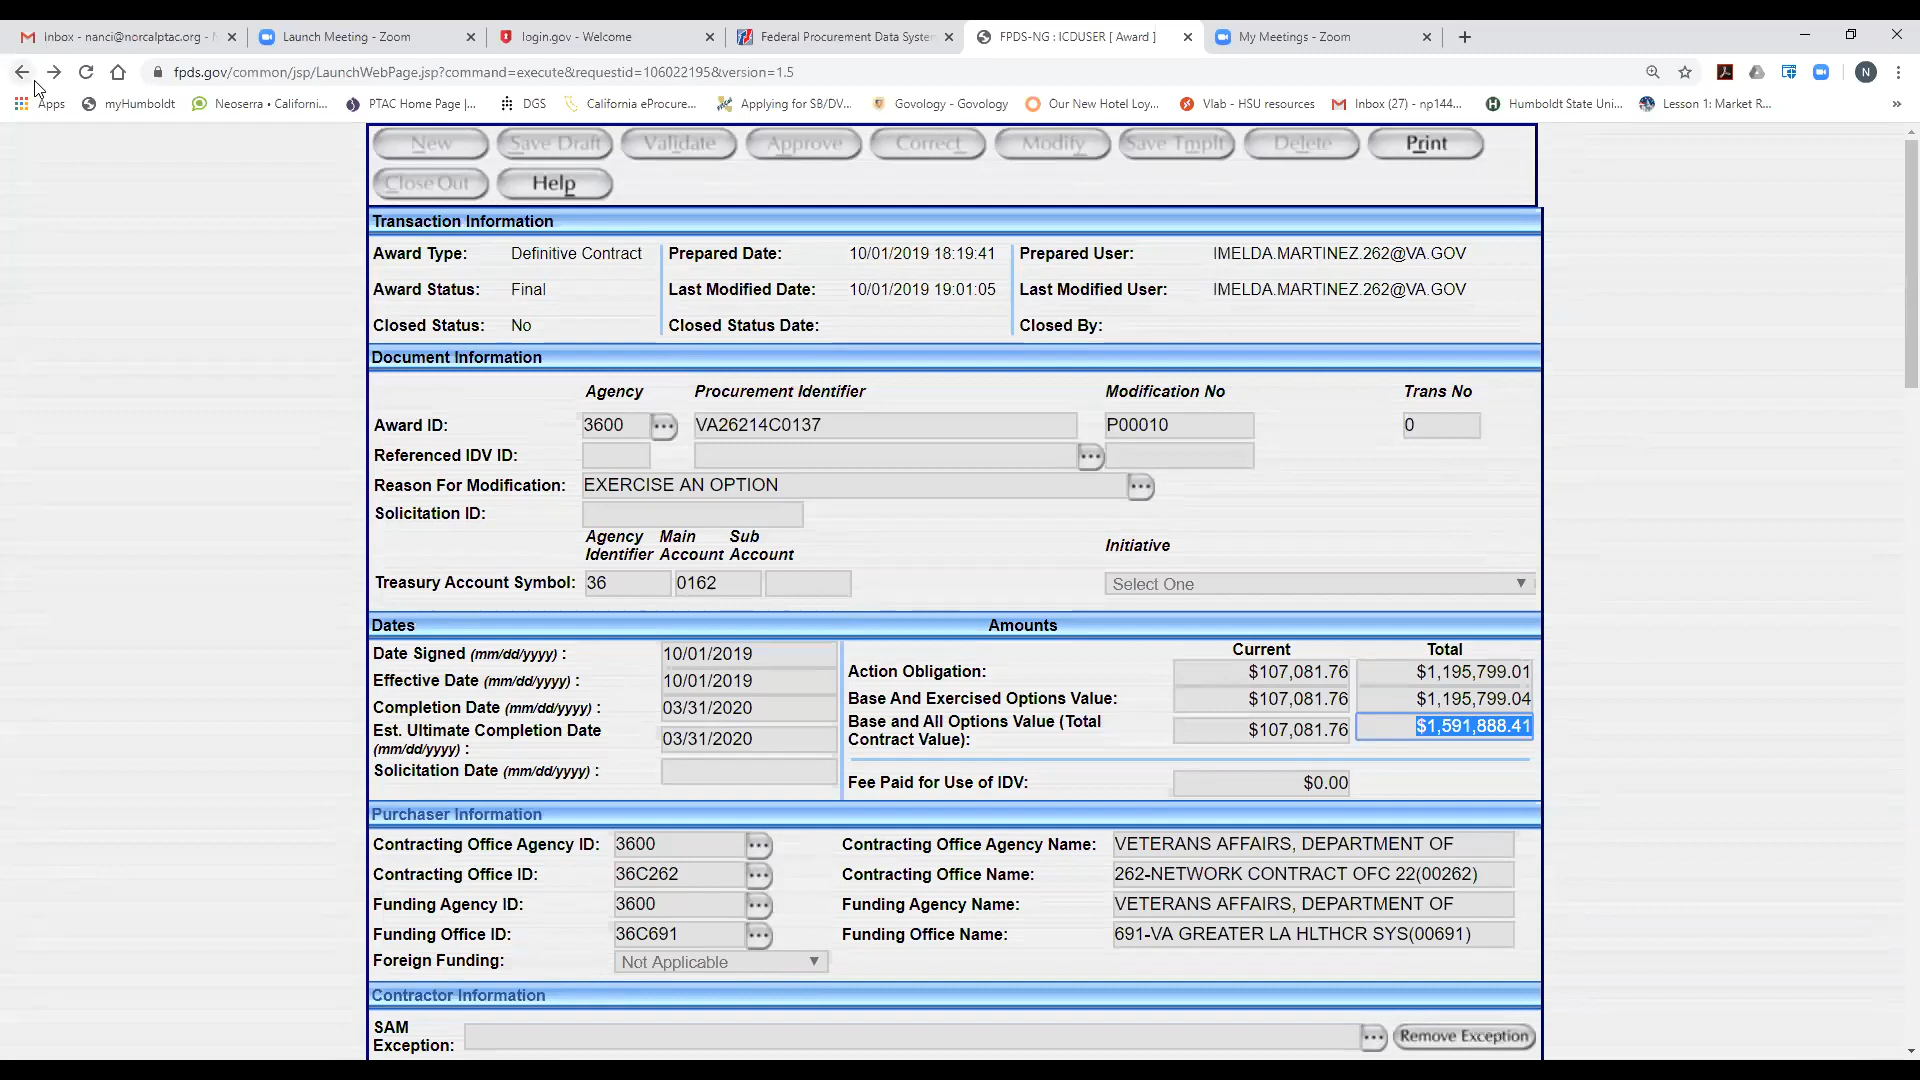 Inbox - nanci@norcalptac.org - Launch Meeting - Zoom login.gov - Welcome Federal Procurement Data System FPDS-NG : ICDUSER [ Award ] My Meetings - Zoom
fpds.gov/common/jsp/LaunchWebPage.jsp?command=execute&requestid=106022195&version=1.5 N
Apps myHumboldt Neoserra • Californi... PTAC Home Page |... DGS California eProcure... Applying for SB/DV... Govology - Govology Our New Hotel Loy... Vlab - HSU resources Inbox (27) - np144... Humboldt State Uni... Lesson 1: Market R... »
New Save Draft Validate Approve Correct Modify Save Tmplt Delete Print
Close Out Help
Transaction Information
Award Type: Definitive Contract Prepared Date: 10/01/2019 18:19:41 Prepared User: IMELDA.MARTINEZ.262@VA.GOV
Award Status: Final Last Modified Date: 10/01/2019 19:01:05 Last Modified User: IMELDA.MARTINEZ.262@VA.GOV
Closed Status: No Closed Status Date: Closed By:
Document Information
Agency Procurement Identifier Modification No Trans No
Award ID: 3600 ... VA26214C0137 P00010 0
Referenced IDV ID: ...
Reason For Modification: EXERCISE AN OPTION ...
Solicitation ID:
Agency Main Sub
Identifier Account Account Initiative
Treasury Account Symbol: 36 0162 Select One
Dates Amounts
Current Total
Date Signed (mm/dd/yyyy) : 10/01/2019
Action Obligation: $107,081.76 $1,195,799.01
Effective Date (mm/dd/yyyy) : 10/01/2019
Base And Exercised Options Value: $107,081.76 $1,195,799.04
Completion Date (mm/dd/yyyy) : 03/31/2020
Base and All Options Value (Total
Contract Value): $107,081.76 $1,591,888.41
Est. Ultimate Completion Date
(mm/dd/yyyy) : 03/31/2020
Solicitation Date (mm/dd/yyyy) :
Fee Paid for Use of IDV: $0.00
Purchaser Information
Contracting Office Agency ID: 3600 ... Contracting Office Agency Name: VETERANS AFFAIRS, DEPARTMENT OF
Contracting Office ID: 36C262 ... Contracting Office Name: 262-NETWORK CONTRACT OFC 22(00262)
Funding Agency ID: 3600 ... Funding Agency Name: VETERANS AFFAIRS, DEPARTMENT OF
Funding Office ID: 36C691 ... Funding Office Name: 691-VA GREATER LA HLTHCR SYS(00691)
Foreign Funding: Not Applicable
Contractor Information
SAM
Exception: ... Remove Exception